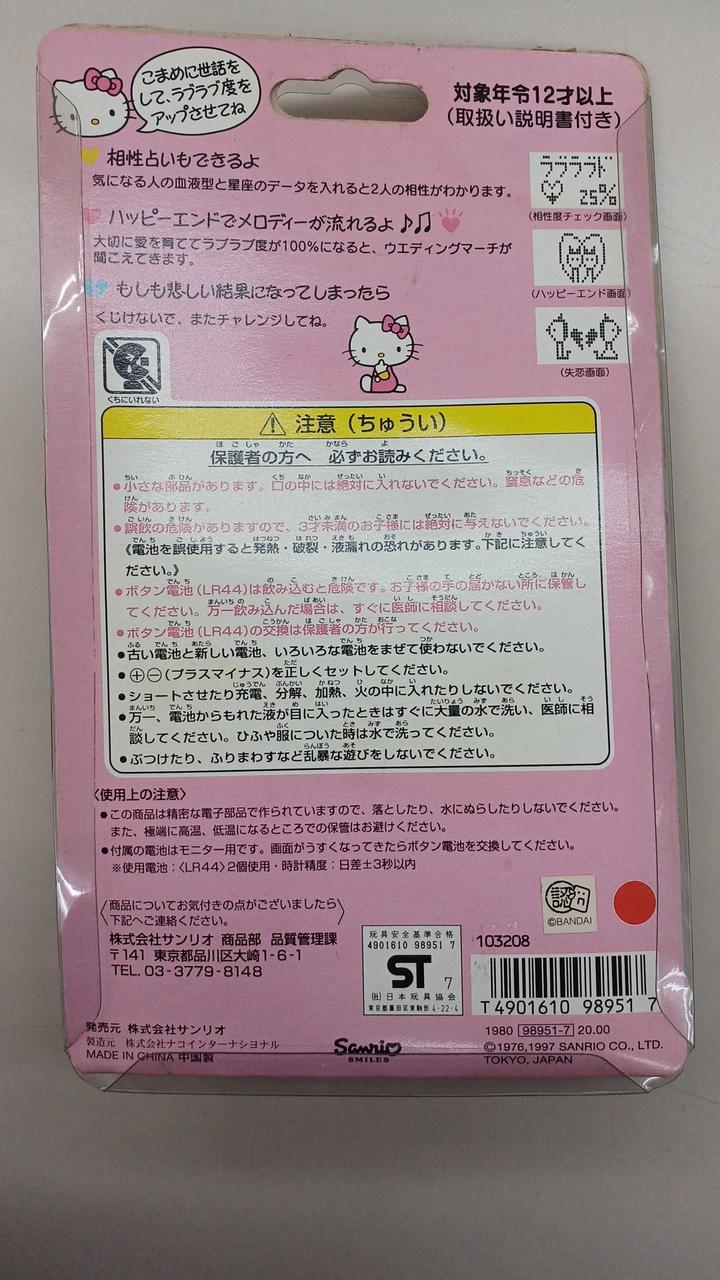 こまめに世話を
して、ラブラブ度を
アップさせてね
対象年令12才以上
(取扱い説明書付き)
相性占いもできるよ
気になる人の血液型と星座のデータを入れると2人の相性がわかります。
ラブラブド
25%
(相性度チェック画面)
ハッピーエンドでメロディーが流れるよ♪♫
大切に愛を育ててラブラブ度が100%になると、ウエディングマーチが
聞こえてきます。
(ハッピーエンド画面)
もしも悲しい結果になってしまったら
くじけないで、またチャレンジしてね。
(失恋画面)
くちにいれない
⚠ 注意(ちゅうい)
保護者の方へ 必ずお読みください。
●小さな部品があります。口の中には絶対に入れないでください。窒息などの危
険があります。
●誤飲の危険がありますので、3才未満のお子様には絶対に与えないでください。
《電池を誤使用すると発熱・破裂・液漏れの恐れがあります。下記に注意してく
ださい。》
●ボタン電池(LR44)は飲み込むと危険です。お子様の手の届かない所に保管し
てください。万一飲み込んだ場合は、すぐに医師に相談してください。
●ボタン電池(LR44)の交換は保護者の方が行ってください。
●古い電池と新しい電池、いろいろな電池をまぜて使わないでください。
●⊕⊖(プラスマイナス)を正しくセットしてください。
●ショートさせたり充電、分解、加熱、火の中に入れたりしないでください。
●万一、電池からもれた液が目に入ったときはすぐに大量の水で洗い、医師に相
談してください。ひふや服についた時は水で洗ってください。
●ぶつけたり、ふりまわすなど乱暴な遊びをしないでください。
〈使用上の注意〉
●この商品は精密な電子部品で作られていますので、落としたり、水にぬらしたりしないでください。
また、極端に高温、低温になるところでの保管はお避けください。
●付属の電池はモニター用です。画面がうすくなってきたらボタン電池を交換してください。
※使用電池：〈LR44〉2個使用・時計精度：日差±3秒以内
商品についてお気付きの点がございましたら
下記へご連絡ください。
株式会社サンリオ 商品部 品質管理課
〒141 東京都品川区大崎1-6-1
TEL. 03-3779-8148
玩具安全基準合格
4901610 98951 7
ST 7
(社)日本玩具協会
東京都墨田区東駒形4-22-4
認
©BANDAI
103208
T 4901610 98951 7
発売元 株式会社サンリオ
製造元 株式会社ナコインターナショナル
MADE IN CHINA 中国製
Sanrio
SMILES
1980 98951-7 20.00
©1976,1997 SANRIO CO., LTD.
TOKYO, JAPAN